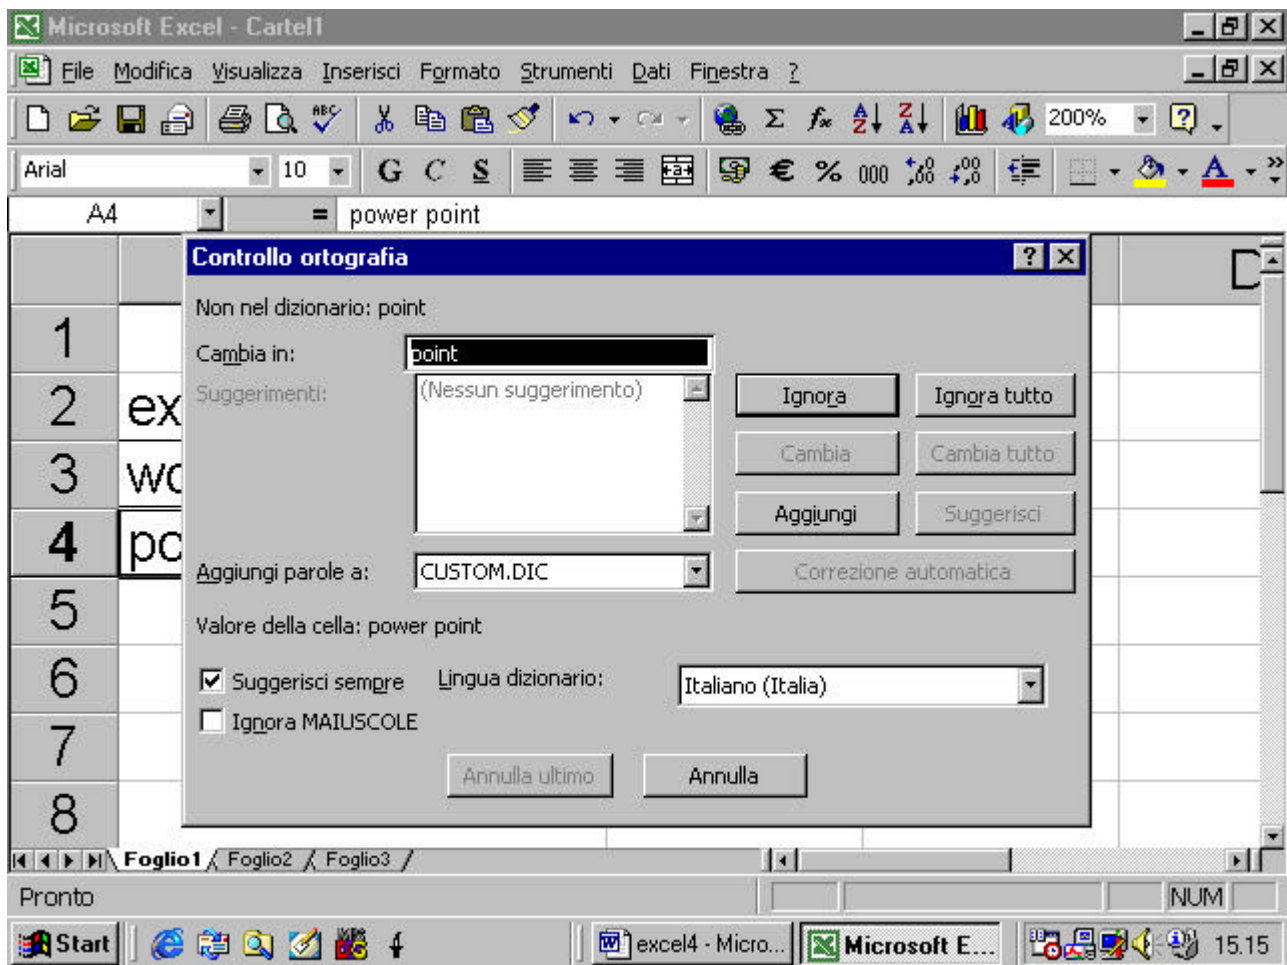 Microsoft Excel - Cartel1
File Modifica Visualizza Inserisci Formato Strumenti Dati Finestra ?
ABC Σ fx A Z Z A 200% ?
Arial 10 G C S a € % 000 ,00 A »
A4 = power point
Controllo ortografia
D
Non nel dizionario: point
1
Cambia in: point
2 ex Suggerimenti: (Nessun suggerimento) Ignora Ignora tutto
3 wo Cambia Cambia tutto
4 po Aggiungi Suggerisci
Aggiungi parole a: CUSTOM.DIC Correzione automatica
5
Valore della cella: power point
6 Suggerisci sempre Lingua dizionario: Italiano (Italia)
7 Ignora MAIUSCOLE
Annulla ultimo Annulla
8
Foglio1 Foglio2 Foglio3
Pronto NUM
Start excel4 - Micro... Microsoft E... 15.15